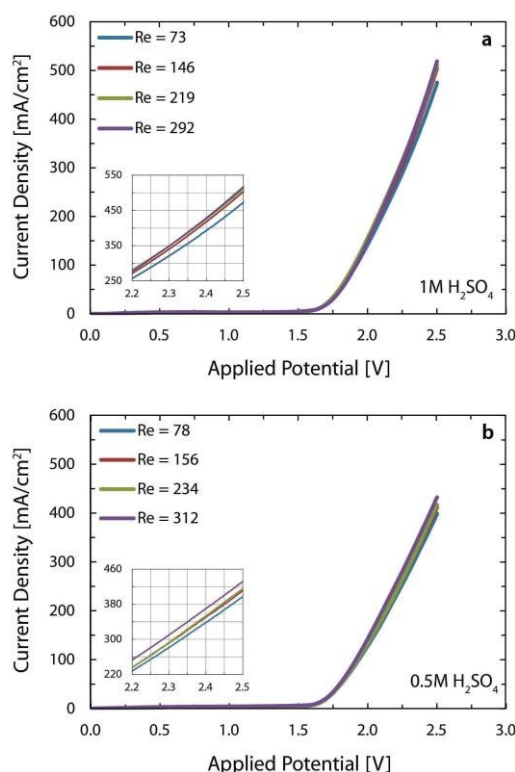 a
600
500
400
300
200
100
0
Current Density [mA/cm²]
Re = 73
Re = 146
Re = 219
Re = 292
550
450
350
250
2.2 2.3 2.4 2.5
1M H₂SO₄
0.0 0.5 1.0 1.5 2.0 2.5 3.0
Applied Potential [V]
b
600
500
400
300
200
100
0
Current Density [mA/cm²]
Re = 78
Re = 156
Re = 234
Re = 312
460
380
300
220
2.2 2.3 2.4 2.5
0.5M H₂SO₄
0.0 0.5 1.0 1.5 2.0 2.5 3.0
Applied Potential [V]